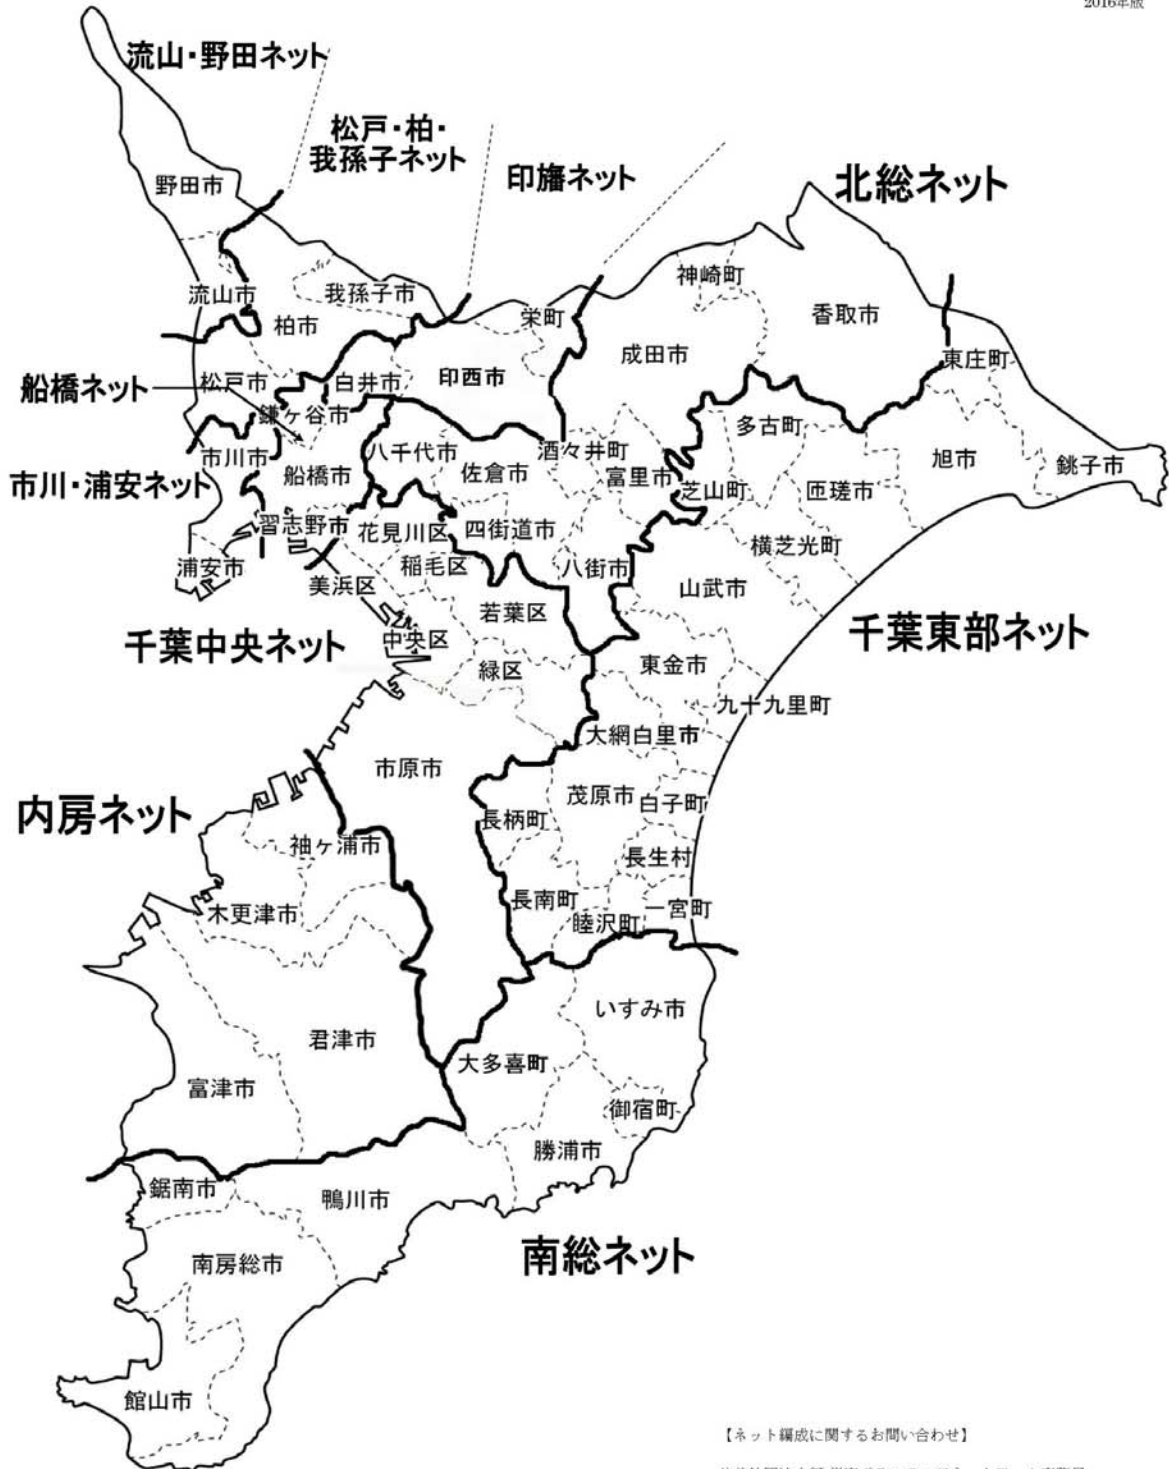 2016年版
流山・野田ネット
松戸・柏・
我孫子ネット
印旛ネット
北総ネット
野田市
神崎町
流山市
我孫子市
香取市
柏市
栄町
成田市
東庄町
船橋ネット
松戸市
白井市
印西市
鎌ヶ谷市
多古町
市川市
八千代市
酒々井町
旭市
銚子市
市川・浦安ネット
船橋市
佐倉市
富里市
芝山町
匝瑳市
習志野市
花見川区
四街道市
横芝光町
浦安市
稲毛区
八街市
美浜区
山武市
若葉区
千葉東部ネット
千葉中央ネット
中央区
緑区
東金市
九十九里町
大網白里市
市原市
茂原市
白子町
内房ネット
長柄町
袖ヶ浦市
長生村
長南町
一宮町
木更津市
睦沢町
いすみ市
君津市
大多喜町
富津市
御宿町
勝浦市
鋸南市
鴨川市
南総ネット
南房総市
館山市
【ネット編成に関するお問い合わせ】